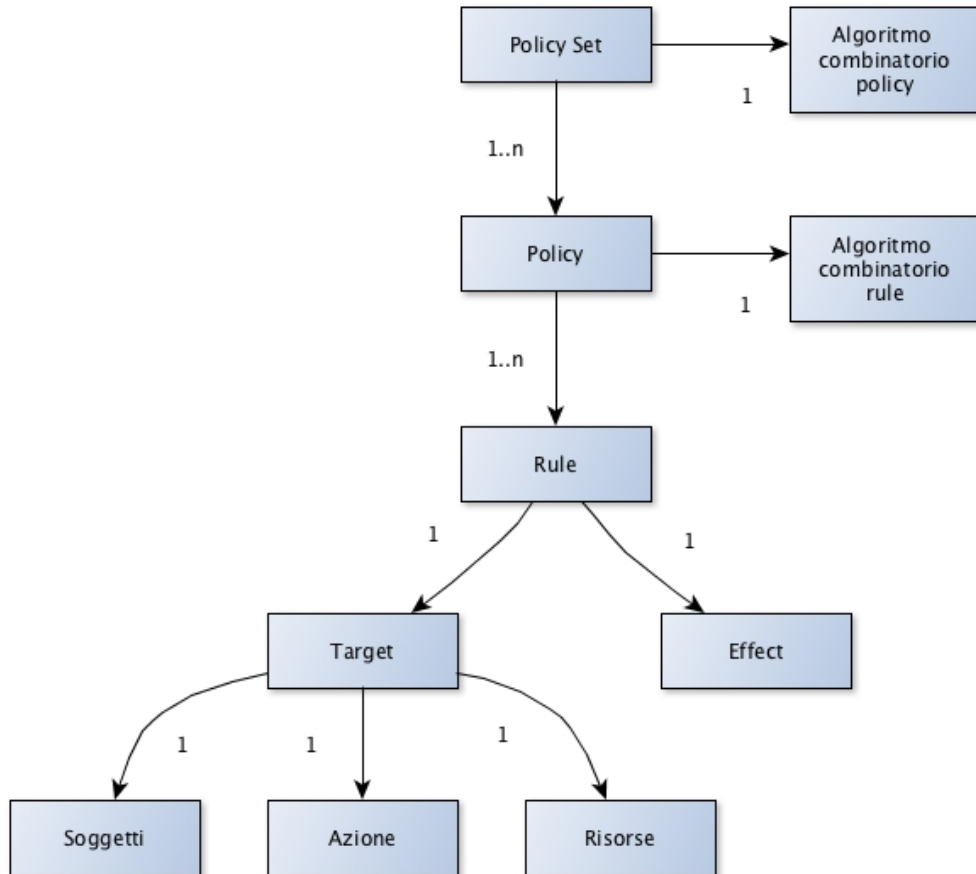 Policy Set
Algoritmo
combinatorio
policy
1
1..n
Policy
Algoritmo
combinatorio
rule
1
1..n
Rule
1
1
Target
Effect
1
1
1
Soggetti
Azione
Risorse